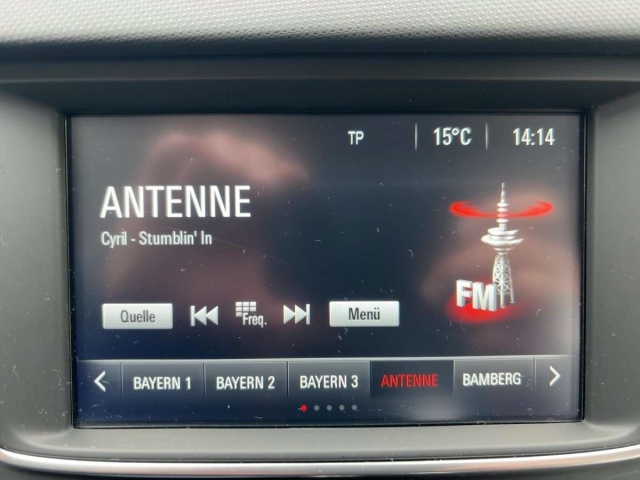 TP 15°C 14:14
ANTENNE
Cyril - Stumblin' In
FM
Quelle Freq. Menü
BAYERN 1 BAYERN 2 BAYERN 3 ANTENNE BAMBERG